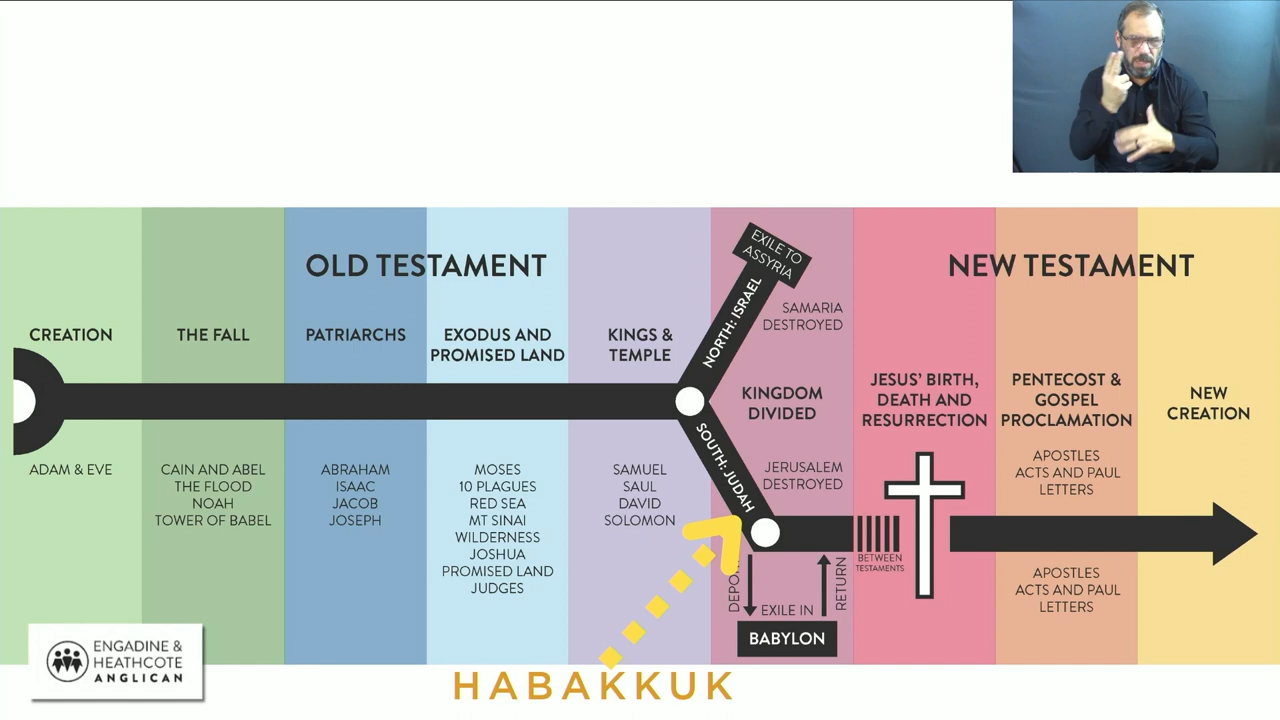 OLD TESTAMENT
NEW TESTAMENT
CREATION
ADAM & EVE
THE FALL
CAIN AND ABEL
THE FLOOD
NOAH
TOWER OF BABEL
PATRIARCHS
ABRAHAM
ISAAC
JACOB
JOSEPH
EXODUS AND
PROMISED LAND
MOSES
10 PLAGUES
RED SEA
MT SINAI
WILDERNESS
JOSHUA
PROMISED LAND
JUDGES
KINGS &
TEMPLE
SAMUEL
SAUL
DAVID
SOLOMON
EXILE TO
ASSYRIA
NORTH: ISRAEL
SAMARIA
DESTROYED
KINGDOM
DIVIDED
SOUTH: JUDAH
JERUSALEM
DESTROYED
DEPO
EXILE IN
RETURN
BABYLON
BETWEEN
TESTAMENTS
JESUS' BIRTH,
DEATH AND
RESURRECTION
PENTECOST &
GOSPEL
PROCLAMATION
APOSTLES
ACTS AND PAUL
LETTERS
APOSTLES
ACTS AND PAUL
LETTERS
NEW
CREATION
ENGADINE &
HEATHCOTE
ANGLICAN
HABAKKUK